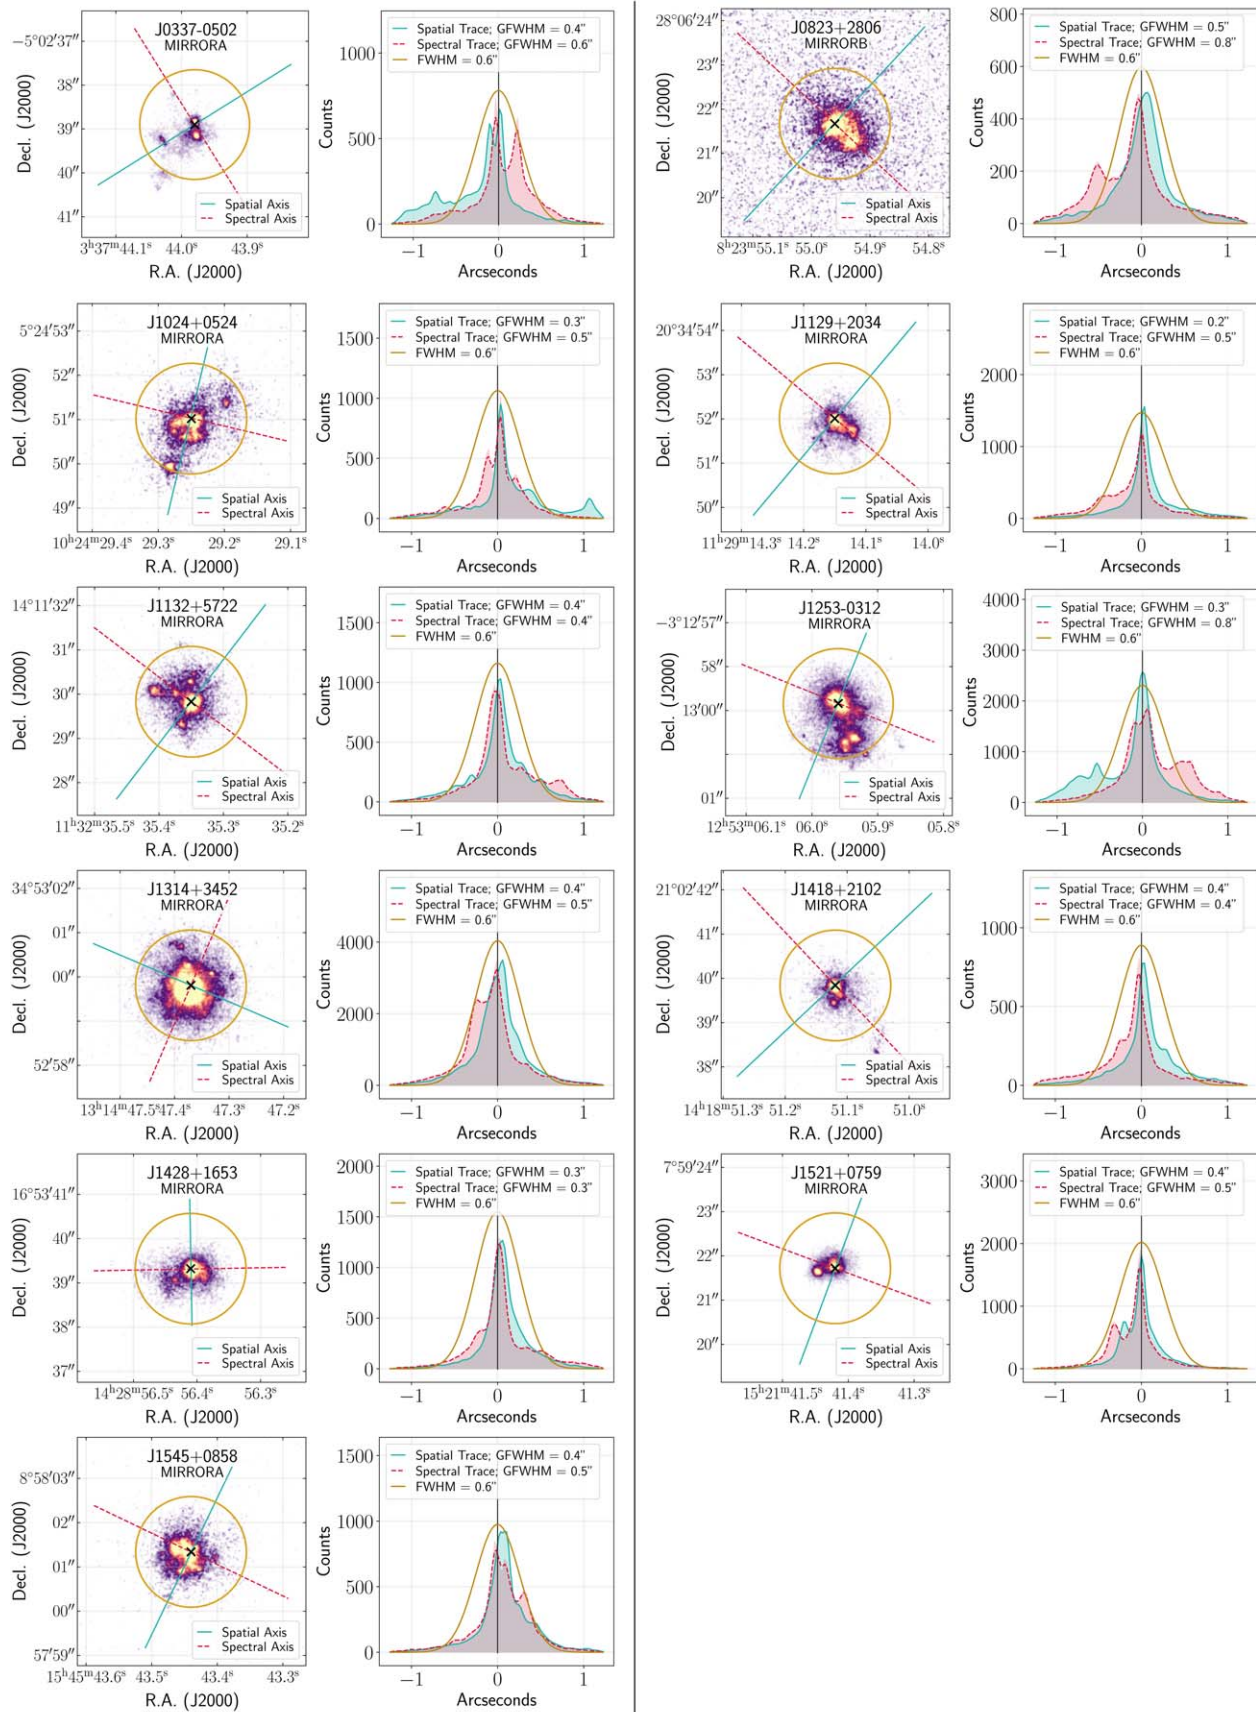 J0337-0502
MIRRORA
−5°02′37″
38″
39″
40″
41″
Decl. (J2000)
3ʰ37ᵐ44.1ˢ 44.0ˢ 43.9ˢ
R.A. (J2000)
Spatial Axis
Spectral Axis
Spatial Trace; GFWHM = 0.4"
Spectral Trace; GFWHM = 0.6"
FWHM = 0.6"
1000
500
0
Counts
−1 0 1
Arcseconds
J0823+2806
MIRRORB
28°06′24″
23″
22″
21″
20″
Decl. (J2000)
8ʰ23ᵐ55.1ˢ 55.0ˢ 54.9ˢ 54.8ˢ
R.A. (J2000)
Spatial Axis
Spectral Axis
Spatial Trace; GFWHM = 0.5"
Spectral Trace; GFWHM = 0.8"
FWHM = 0.6"
800
600
400
200
0
Counts
−1 0 1
Arcseconds
J1024+0524
MIRRORA
5°24′53″
52″
51″
50″
49″
Decl. (J2000)
10ʰ24ᵐ29.4ˢ 29.3ˢ 29.2ˢ 29.1ˢ
R.A. (J2000)
Spatial Axis
Spectral Axis
Spatial Trace; GFWHM = 0.3"
Spectral Trace; GFWHM = 0.5"
FWHM = 0.6"
1500
1000
500
0
Counts
−1 0 1
Arcseconds
J1129+2034
MIRRORA
20°34′54″
53″
52″
51″
50″
Decl. (J2000)
11ʰ29ᵐ14.3ˢ 14.2ˢ 14.1ˢ 14.0ˢ
R.A. (J2000)
Spatial Axis
Spectral Axis
Spatial Trace; GFWHM = 0.2"
Spectral Trace; GFWHM = 0.5"
FWHM = 0.6"
2000
1000
0
Counts
−1 0 1
Arcseconds
J1132+5722
MIRRORA
14°11′32″
31″
30″
29″
28″
Decl. (J2000)
11ʰ32ᵐ35.5ˢ 35.4ˢ 35.3ˢ 35.2ˢ
R.A. (J2000)
Spatial Axis
Spectral Axis
Spatial Trace; GFWHM = 0.4"
Spectral Trace; GFWHM = 0.4"
FWHM = 0.6"
1500
1000
500
0
Counts
−1 0 1
Arcseconds
J1253-0312
MIRRORA
−3°12′57″
58″
13′00″
01″
Decl. (J2000)
12ʰ53ᵐ06.1ˢ 06.0ˢ 05.9ˢ 05.8ˢ
R.A. (J2000)
Spatial Axis
Spectral Axis
Spatial Trace; GFWHM = 0.3"
Spectral Trace; GFWHM = 0.8"
FWHM = 0.6"
4000
3000
2000
1000
0
Counts
−1 0 1
Arcseconds
J1314+3452
MIRRORA
34°53′02″
01″
00″
52′58″
Decl. (J2000)
13ʰ14ᵐ47.5ˢ 47.4ˢ 47.3ˢ 47.2ˢ
R.A. (J2000)
Spatial Axis
Spectral Axis
Spatial Trace; GFWHM = 0.4"
Spectral Trace; GFWHM = 0.5"
FWHM = 0.6"
4000
2000
0
Counts
−1 0 1
Arcseconds
J1418+2102
MIRRORA
21°02′42″
41″
40″
39″
38″
Decl. (J2000)
14ʰ18ᵐ51.3ˢ 51.2ˢ 51.1ˢ 51.0ˢ
R.A. (J2000)
Spatial Axis
Spectral Axis
Spatial Trace; GFWHM = 0.4"
Spectral Trace; GFWHM = 0.4"
FWHM = 0.6"
1000
500
0
Counts
−1 0 1
Arcseconds
J1428+1653
MIRRORA
16°53′41″
40″
39″
38″
37″
Decl. (J2000)
14ʰ28ᵐ56.5ˢ 56.4ˢ 56.3ˢ
R.A. (J2000)
Spatial Axis
Spectral Axis
Spatial Trace; GFWHM = 0.3"
Spectral Trace; GFWHM = 0.3"
FWHM = 0.6"
2000
1500
1000
500
0
Counts
−1 0 1
Arcseconds
J1521+0759
MIRRORA
7°59′24″
23″
22″
21″
20″
Decl. (J2000)
15ʰ21ᵐ41.5ˢ 41.4ˢ 41.3ˢ
R.A. (J2000)
Spatial Axis
Spectral Axis
Spatial Trace; GFWHM = 0.4"
Spectral Trace; GFWHM = 0.5"
FWHM = 0.6"
3000
2000
1000
0
Counts
−1 0 1
Arcseconds
J1545+0858
MIRRORA
8°58′03″
02″
01″
00″
57′59″
Decl. (J2000)
15ʰ45ᵐ43.6ˢ 43.5ˢ 43.4ˢ 43.3ˢ
R.A. (J2000)
Spatial Axis
Spectral Axis
Spatial Trace; GFWHM = 0.4"
Spectral Trace; GFWHM = 0.5"
FWHM = 0.6"
1500
1000
500
0
Counts
−1 0 1
Arcseconds